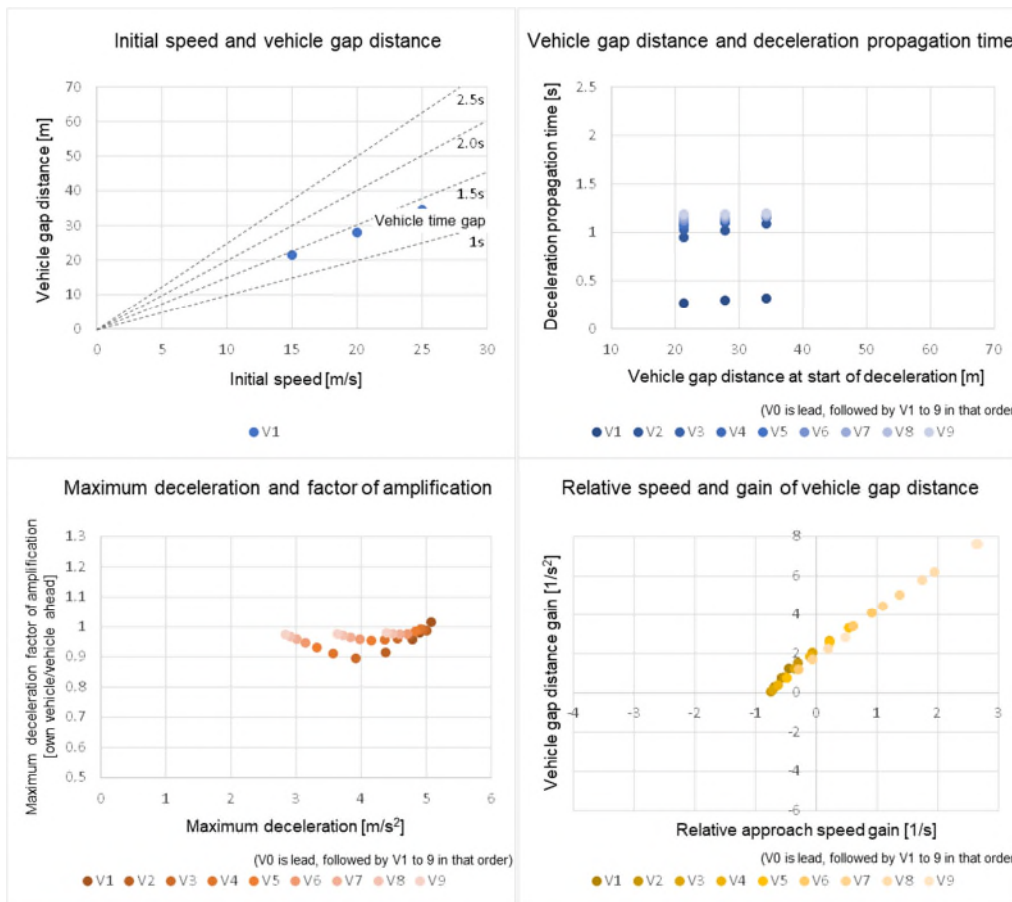 Initial speed and vehicle gap distance
Vehicle gap distance [m]
70
60
50
40
30
20
10
0
2.5s
2.0s
1.5s
Vehicle time gap
1s
0 5 10 15 20 25 30
Initial speed [m/s]
V1
Vehicle gap distance and deceleration propagation time
Deceleration propagation time [s]
2.5
2
1.5
1
0.5
0
10 20 30 40 50 60 70
Vehicle gap distance at start of deceleration [m]
(V0 is lead, followed by V1 to 9 in that order
V1 V2 V3 V4 V5 V6 V7 V8 V9
Maximum deceleration and factor of amplification
Maximum deceleration factor of amplification
[own vehicle/vehicle ahead]
1.3
1.2
1.1
1
0.9
0.8
0.7
0.6
0.5
0 1 2 3 4 5 6
Maximum deceleration [m/s²]
(V0 is lead, followed by V1 to 9 in that order)
V1 V2 V3 V4 V5 V6 V7 V8 V9
Relative speed and gain of vehicle gap distance
Vehicle gap distance gain [1/s²]
8
6
4
2
0
-4 -3 -2 -1 0 1 2 3
-2
-4
-6
Relative approach speed gain [1/s]
(V0 is lead, followed by V1 to 9 in that order
V1 V2 V3 V4 V5 V6 V7 V8 V9